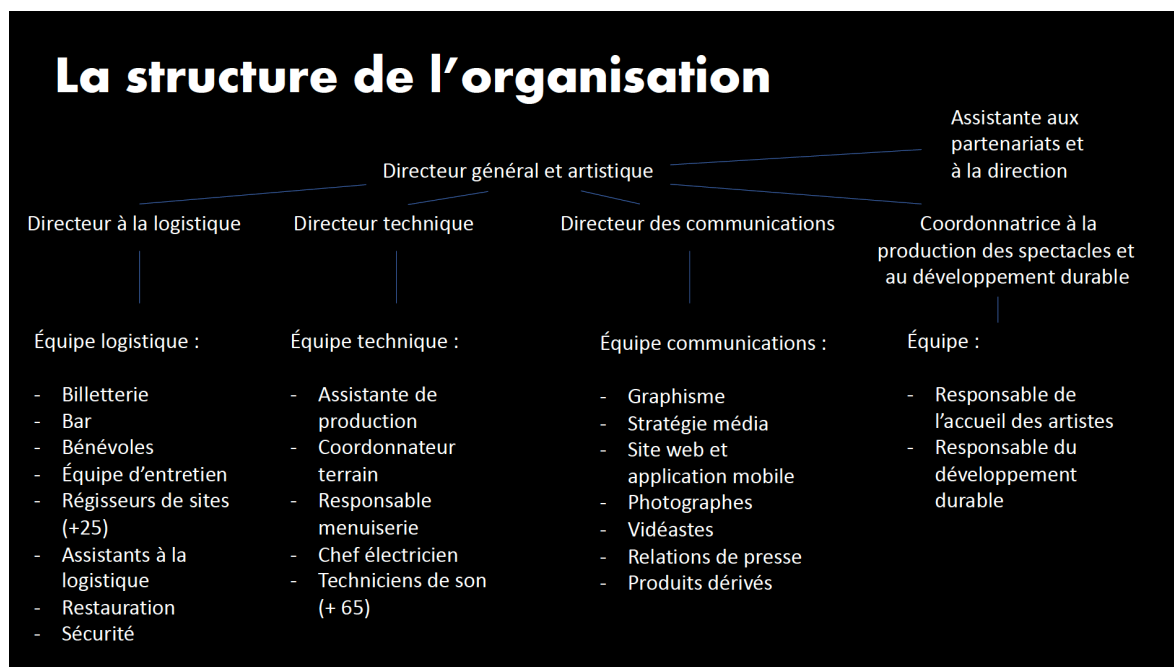 La structure de l’organisation
Assistante aux
partenariats et
à la direction
Directeur général et artistique
Directeur à la logistique
Directeur technique
Directeur des communications
Coordonnatrice à la
production des spectacles et
au développement durable
Équipe logistique :
- Billetterie
- Bar
- Bénévoles
- Équipe d’entretien
- Régisseurs de sites
(+25)
- Assistants à la
logistique
- Restauration
- Sécurité
Équipe technique :
- Assistante de
production
- Coordonnateur
terrain
- Responsable
menuiserie
- Chef électricien
- Techniciens de son
(+ 65)
Équipe communications :
- Graphisme
- Stratégie média
- Site web et
application mobile
- Photographes
- Vidéastes
- Relations de presse
- Produits dérivés
Équipe :
- Responsable de
l’accueil des artistes
- Responsable du
développement
durable